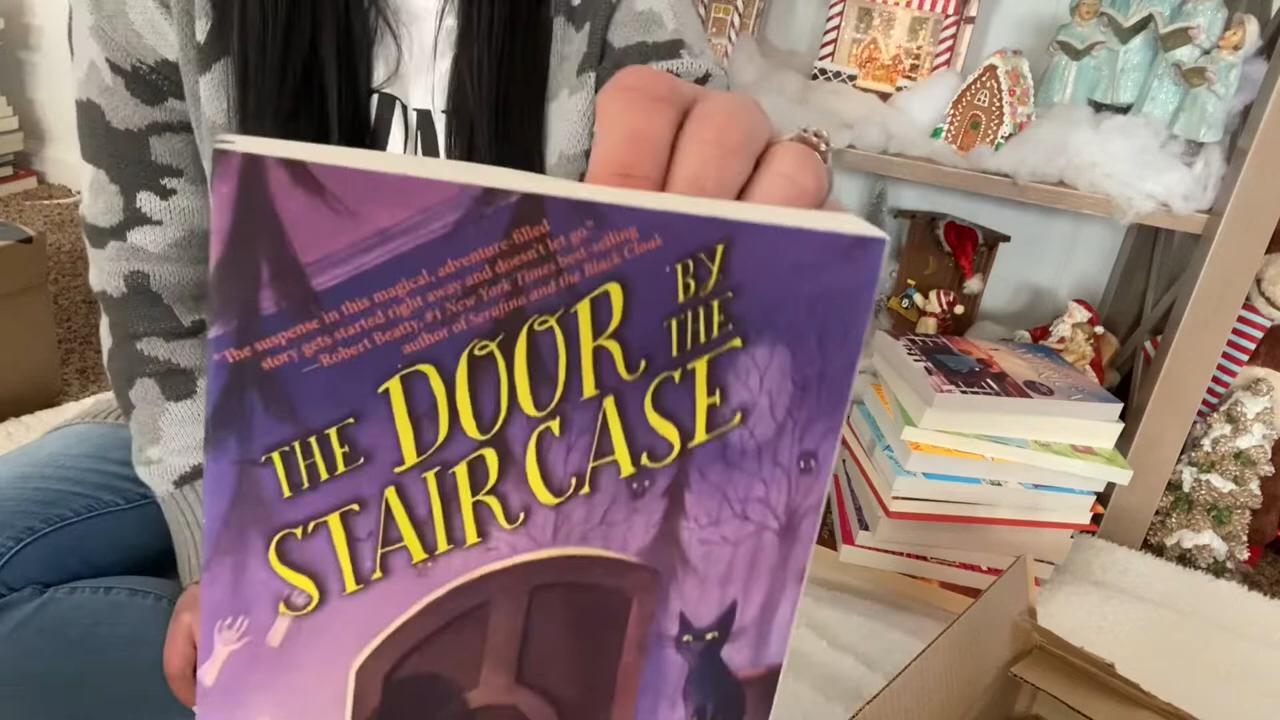 "The suspense in this magical, adventure-filled
story gets started right away and doesn't let go."
—Robert Beatty, #1 New York Times best-selling
author of Serafina and the Black Cloak
THE DOOR BY THE
STAIRCASE